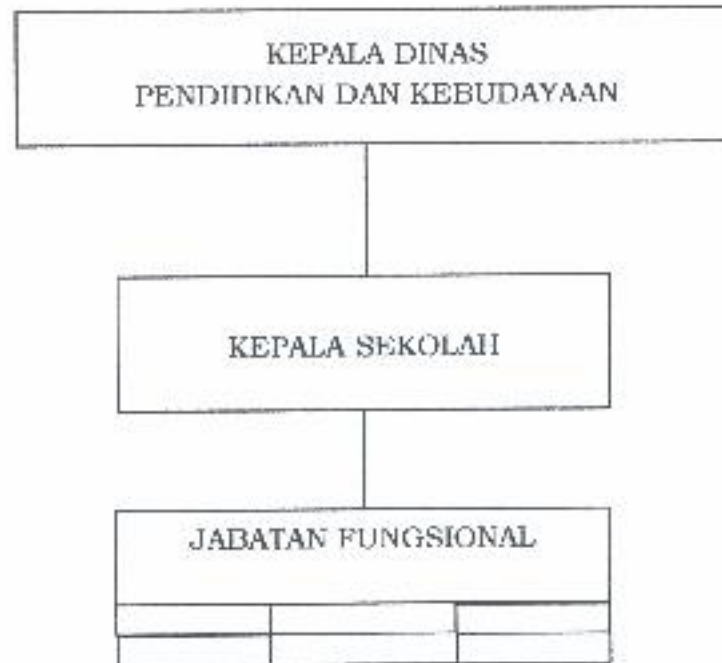 KEPALA DINAS
PENDIDIKAN DAN KEBUDAYAAN
KEPALA SEKOLAH
JABATAN FUNGSIONAL